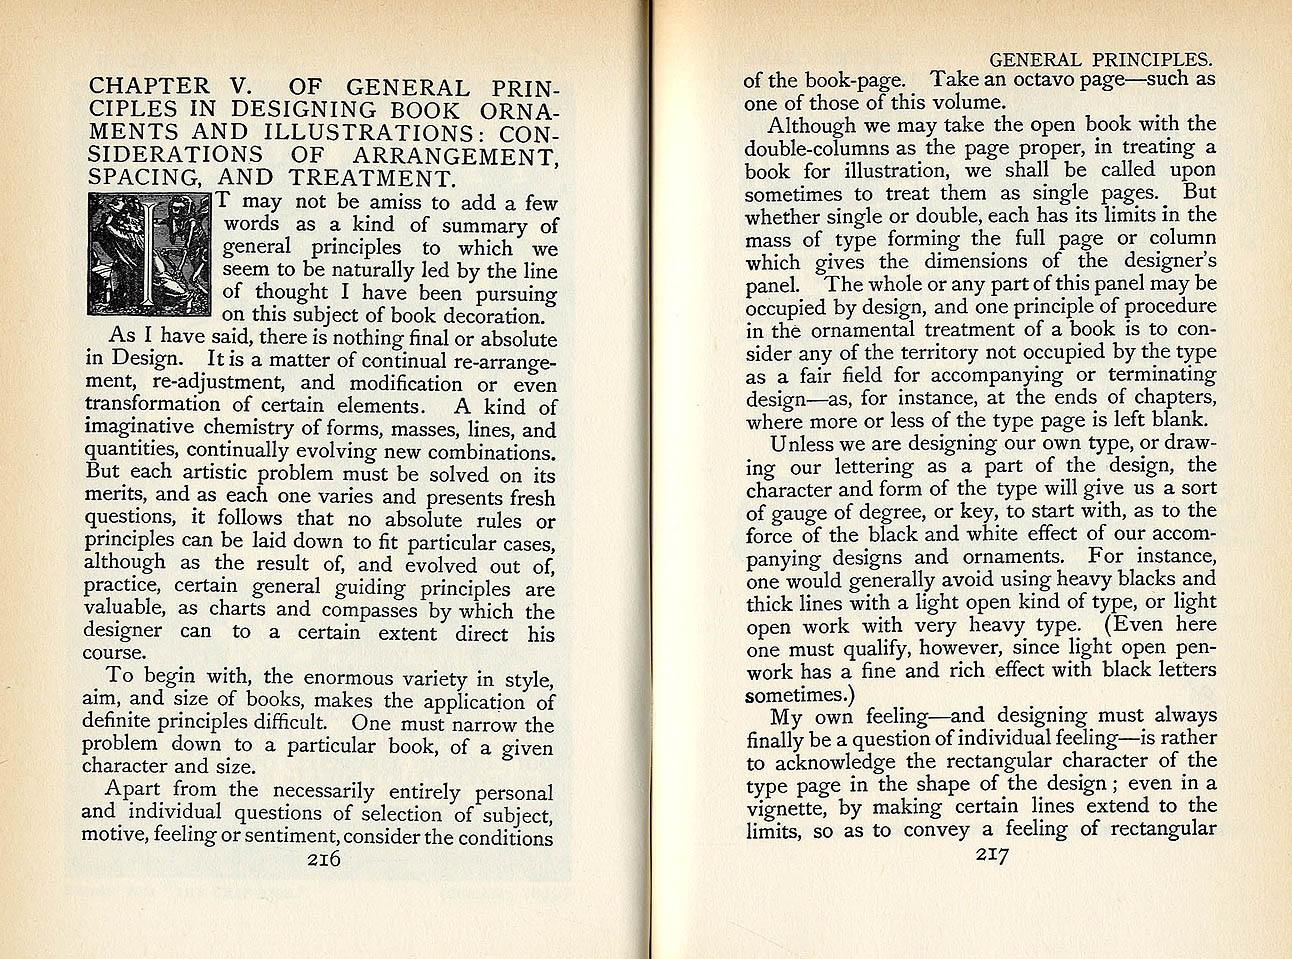 CHAPTER V. OF GENERAL PRIN-
CIPLES IN DESIGNING BOOK ORNA-
MENTS AND ILLUSTRATIONS: CON-
SIDERATIONS OF ARRANGEMENT,
SPACING, AND TREATMENT.
IT may not be amiss to add a few
words as a kind of summary of
general principles to which we
seem to be naturally led by the line
of thought I have been pursuing
on this subject of book decoration.
As I have said, there is nothing final or absolute
in Design. It is a matter of continual re-arrange-
ment, re-adjustment, and modification or even
transformation of certain elements. A kind of
imaginative chemistry of forms, masses, lines, and
quantities, continually evolving new combinations.
But each artistic problem must be solved on its
merits, and as each one varies and presents fresh
questions, it follows that no absolute rules or
principles can be laid down to fit particular cases,
although as the result of, and evolved out of,
practice, certain general guiding principles are
valuable, as charts and compasses by which the
designer can to a certain extent direct his
course.
To begin with, the enormous variety in style,
aim, and size of books, makes the application of
definite principles difficult. One must narrow the
problem down to a particular book, of a given
character and size.
Apart from the necessarily entirely personal
and individual questions of selection of subject,
motive, feeling or sentiment, consider the conditions
216
GENERAL PRINCIPLES.
of the book-page. Take an octavo page—such as
one of those of this volume.
Although we may take the open book with the
double-columns as the page proper, in treating a
book for illustration, we shall be called upon
sometimes to treat them as single pages. But
whether single or double, each has its limits in the
mass of type forming the full page or column
which gives the dimensions of the designer's
panel. The whole or any part of this panel may be
occupied by design, and one principle of procedure
in the ornamental treatment of a book is to con-
sider any of the territory not occupied by the type
as a fair field for accompanying or terminating
design—as, for instance, at the ends of chapters,
where more or less of the type page is left blank.
Unless we are designing our own type, or draw-
ing our lettering as a part of the design, the
character and form of the type will give us a sort
of gauge of degree, or key, to start with, as to the
force of the black and white effect of our accom-
panying designs and ornaments. For instance,
one would generally avoid using heavy blacks and
thick lines with a light open kind of type, or light
open work with very heavy type. (Even here
one must qualify, however, since light open pen-
work has a fine and rich effect with black letters
sometimes.)
My own feeling—and designing must always
finally be a question of individual feeling—is rather
to acknowledge the rectangular character of the
type page in the shape of the design; even in a
vignette, by making certain lines extend to the
limits, so as to convey a feeling of rectangular
217